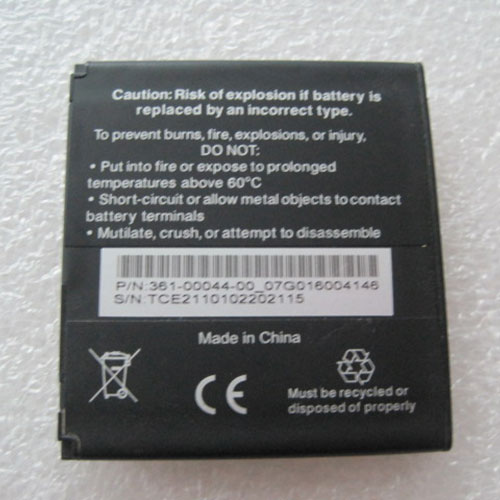 Caution: Risk of explosion if battery is
replaced by an incorrect type.
To prevent burns, fire, explosions, or injury,
DO NOT:
• Put into fire or expose to prolonged
temperatures above 60°C
• Short-circuit or allow metal objects to contact
battery terminals
• Mutilate, crush, or attempt to disassemble
P/N:361-00044-00_07G016004146
S/N:TCE2110102202115
Made in China
CE
Must be recycled or
disposed of properly.